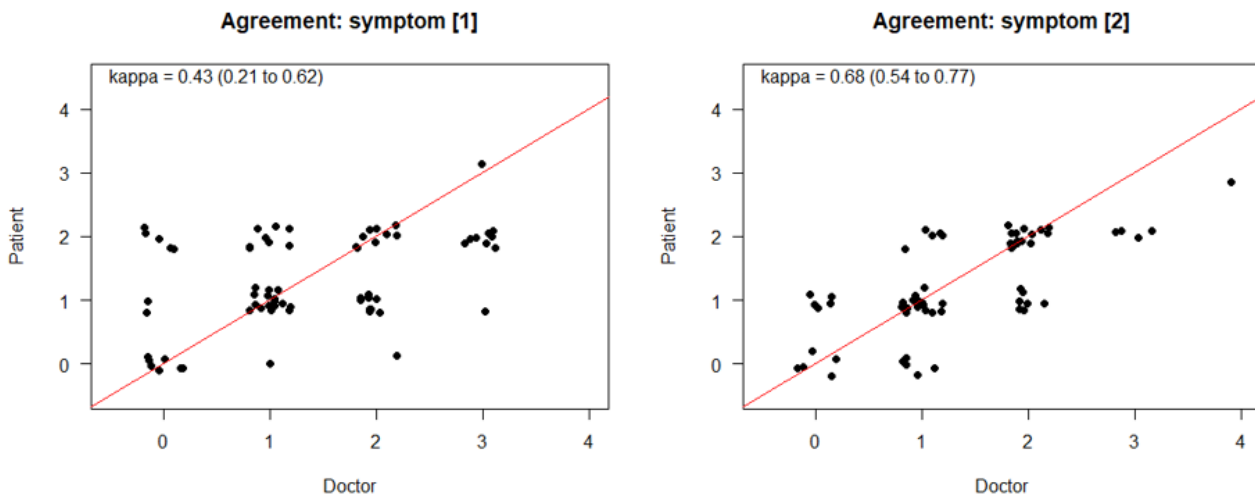 Agreement: symptom [1]
kappa = 0.43 (0.21 to 0.62)
4
3
2
1
0
Patient
0 1 2 3 4
Doctor
Agreement: symptom [2]
kappa = 0.68 (0.54 to 0.77)
4
3
2
1
0
Patient
0 1 2 3 4
Doctor